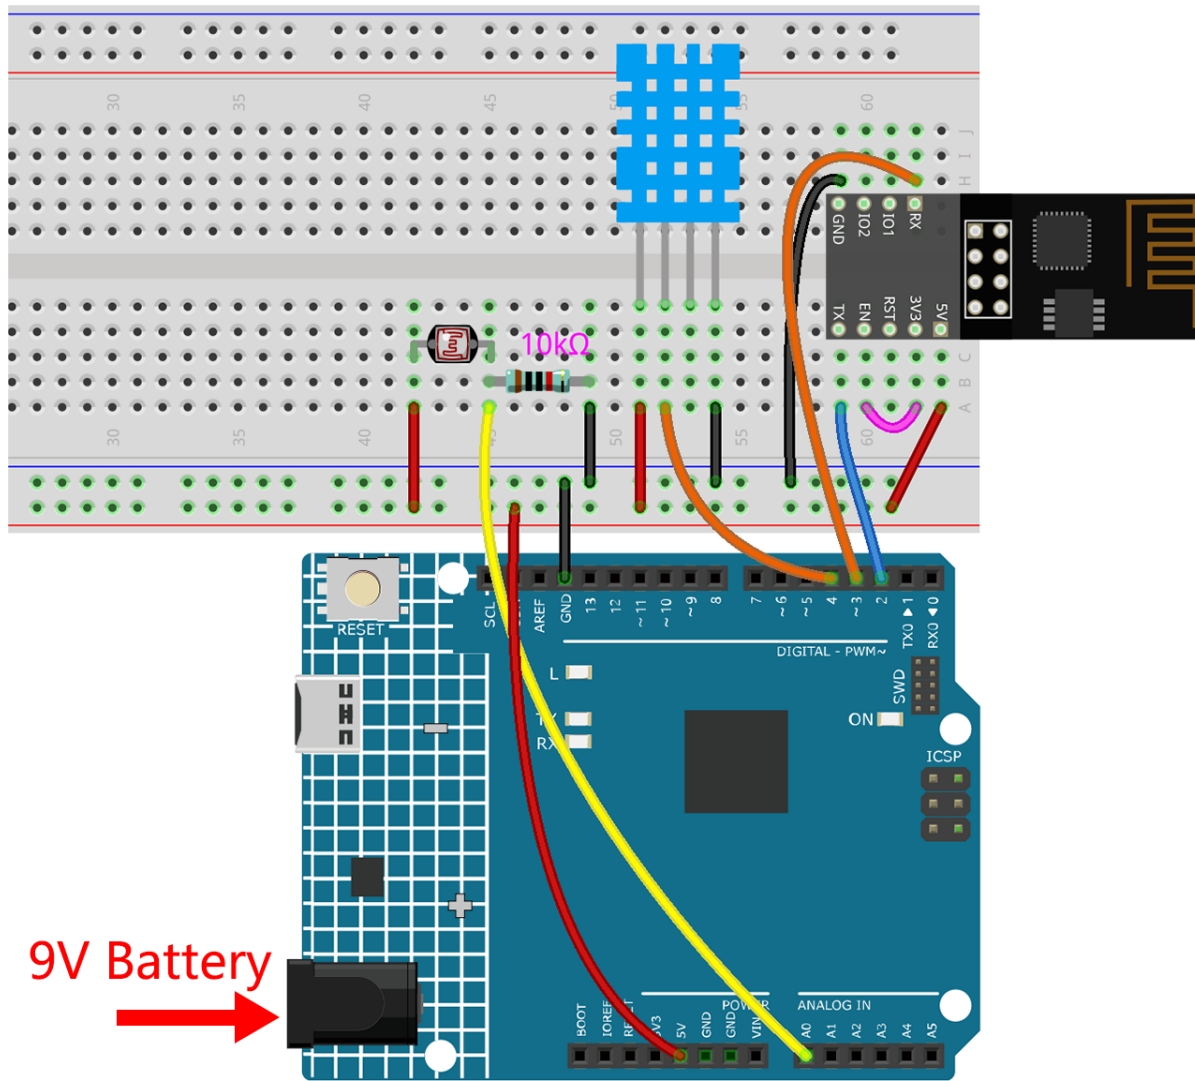 30
35
40
45
50
55
60
J
I
H
GND
IO2
IO1
RX
TX
EN
RST
3V3
5V
10kΩ
C
B
A
30
35
40
45
50
55
60
SCL
AREF
GND
13
12
~11
~10
~9
8
7
~6
~5
4
~3
2
TX0▶1
RX0◀0
RESET
DIGITAL - PWM~
L
TX
RX
ON
SWD
ICSP
9V Battery
POWER
ANALOG IN
BOOT
IOREF
RESET
3V3
5V
GND
GND
VIN
A0
A1
A2
A3
A4
A5